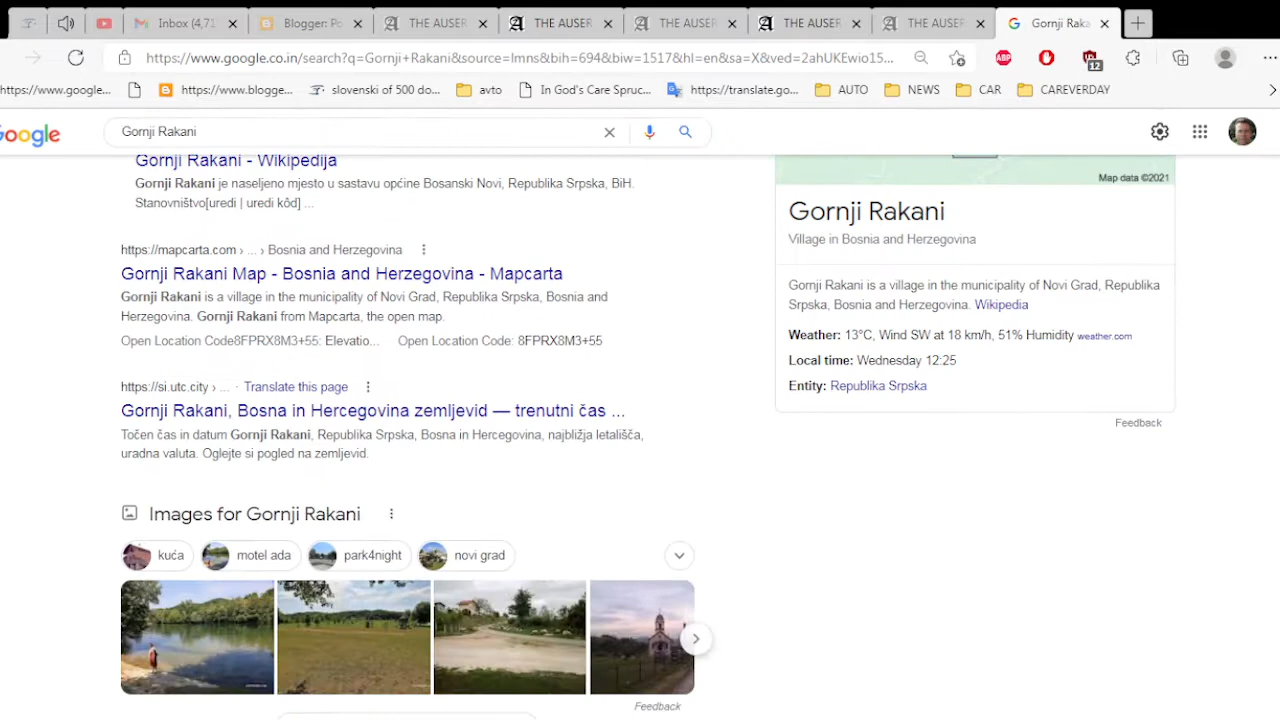 Inbox (4,71
Blogger: Po
THE AUSER
THE AUSER
THE AUSER
THE AUSER
THE AUSER
Gornji Raka
https://www.google.co.in/search?q=Gornji+Rakani&source=lmns&bih=694&biw=1517&hl=en&sa=X&ved=2ahUKEwio15...
ABP
12
https://www.google...
https://www.blogge...
slovenski of 500 do...
avto
In God's Care Spruc...
https://translate.go...
AUTO
NEWS
CAR
CAREVERDAY
Google
Gornji Rakani
Gornji Rakani - Wikipedija
Gornji Rakani je naseljeno mjesto u sastavu općine Bosanski Novi, Republika Srpska, BiH.
Stanovništvo[uredi | uredi kôd] ...
https://mapcarta.com › ... › Bosnia and Herzegovina
Gornji Rakani Map - Bosnia and Herzegovina - Mapcarta
Gornji Rakani is a village in the municipality of Novi Grad, Republika Srpska, Bosnia and
Herzegovina. Gornji Rakani from Mapcarta, the open map.
Open Location Code8FPRX8M3+55: Elevatio... Open Location Code: 8FPRX8M3+55
https://si.utc.city › ... · Translate this page
Gornji Rakani, Bosna in Hercegovina zemljevid — trenutni čas ...
Točen čas in datum Gornji Rakani, Republika Srpska, Bosna in Hercegovina, najbližja letališča,
uradna valuta. Oglejte si pogled na zemljevid.
Images for Gornji Rakani
kuća
motel ada
park4night
novi grad
Feedback
Map data ©2021
Gornji Rakani
Village in Bosnia and Herzegovina
Gornji Rakani is a village in the municipality of Novi Grad, Republika
Srpska, Bosnia and Herzegovina. Wikipedia
Weather: 13°C, Wind SW at 18 km/h, 51% Humidity weather.com
Local time: Wednesday 12:25
Entity: Republika Srpska
Feedback